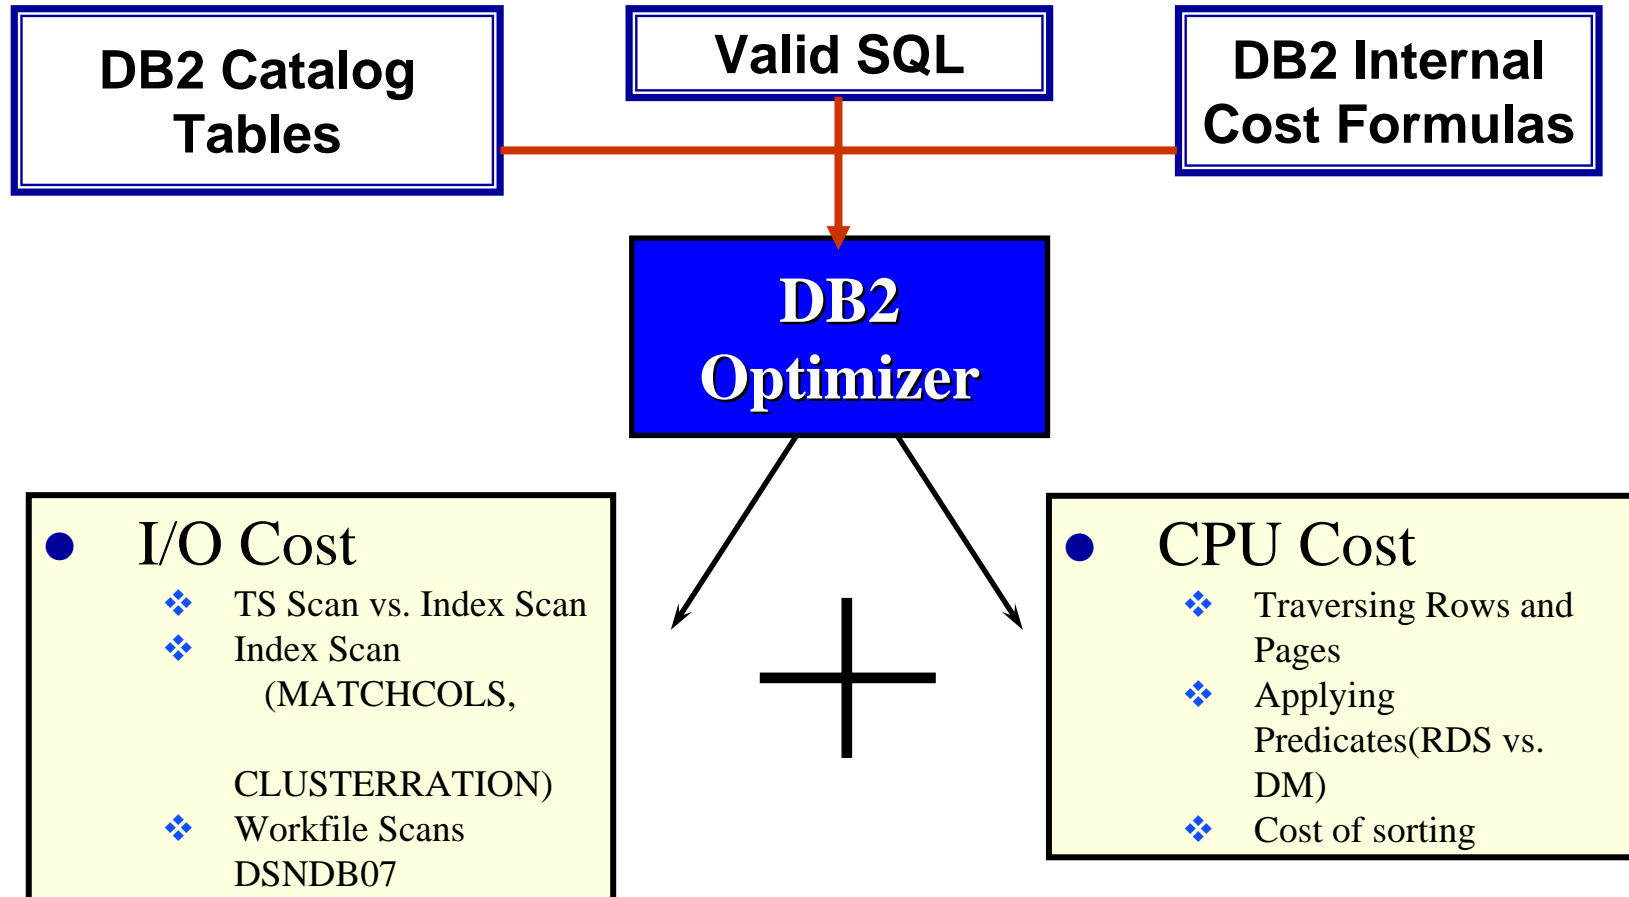 DB2 Catalog
Tables
Valid SQL
DB2 Internal
Cost Formulas
DB2
Optimizer
I/O Cost
TS Scan vs. Index Scan
Index Scan
(MATCHCOLS,
CLUSTERRATION)
Workfile Scans
DSNDB07
CPU Cost
Traversing Rows and
Pages
Applying
Predicates(RDS vs.
DM)
Cost of sorting